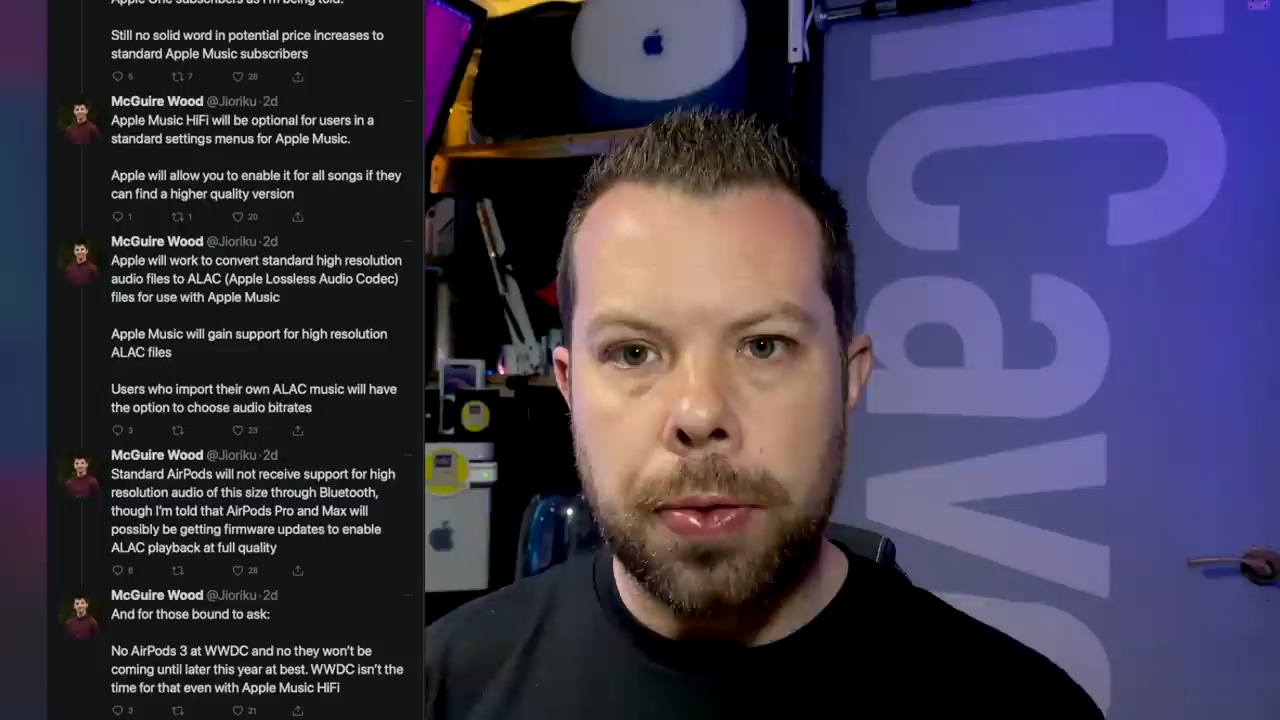 Apple One subscribers as I'm being told.
Still no solid word in potential price increases to
standard Apple Music subscribers
5 7 28
McGuire Wood @Jioriku · 2d
Apple Music HiFi will be optional for users in a
standard settings menus for Apple Music.
Apple will allow you to enable it for all songs if they
can find a higher quality version
1 1 20
McGuire Wood @Jioriku · 2d
Apple will work to convert standard high resolution
audio files to ALAC (Apple Lossless Audio Codec)
files for use with Apple Music
Apple Music will gain support for high resolution
ALAC files
Users who import their own ALAC music will have
the option to choose audio bitrates
3 23
McGuire Wood @Jioriku · 2d
Standard AirPods will not receive support for high
resolution audio of this size through Bluetooth,
though I'm told that AirPods Pro and Max will
possibly be getting firmware updates to enable
ALAC playback at full quality
6 28
McGuire Wood @Jioriku · 2d
And for those bound to ask:
No AirPods 3 at WWDC and no they won't be
coming until later this year at best. WWDC isn't the
time for that even with Apple Music HiFi
3 21